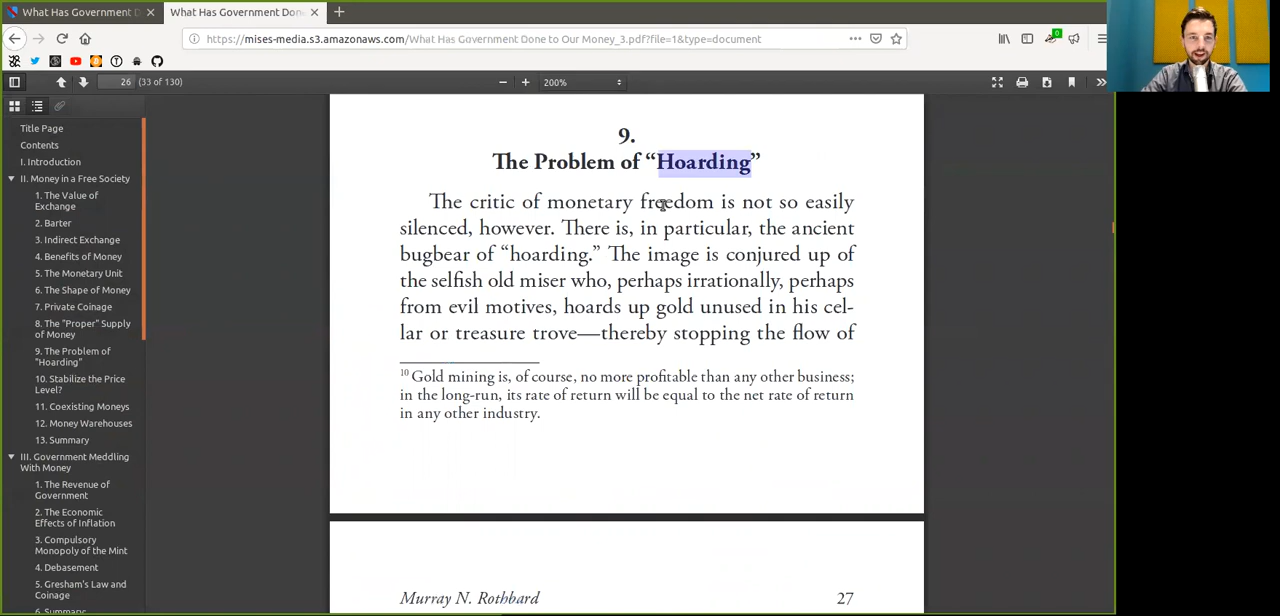 What Has Government Don
What Has Government Done
https://mises-media.s3.amazonaws.com/What Has Government Done to Our Money_3.pdf?file=1&type=document
0
26 (33 of 130)
200%
Title Page
Contents
I. Introduction
II. Money in a Free Society
1. The Value of
Exchange
2. Barter
3. Indirect Exchange
4. Benefits of Money
5. The Monetary Unit
6. The Shape of Money
7. Private Coinage
8. The "Proper" Supply
of Money
9. The Problem of
"Hoarding"
10. Stabilize the Price
Level?
11. Coexisting Moneys
12. Money Warehouses
13. Summary
III. Government Meddling
With Money
1. The Revenue of
Government
2. The Economic
Effects of Inflation
3. Compulsory
Monopoly of the Mint
4. Debasement
5. Gresham's Law and
Coinage
6. Summary
9.
The Problem of “Hoarding”
The critic of monetary freedom is not so easily
silenced, however. There is, in particular, the ancient
bugbear of “hoarding.” The image is conjured up of
the selfish old miser who, perhaps irrationally, perhaps
from evil motives, hoards up gold unused in his cel-
lar or treasure trove—thereby stopping the flow of
10 Gold mining is, of course, no more profitable than any other business;
in the long-run, its rate of return will be equal to the net rate of return
in any other industry.
Murray N. Rothbard 27